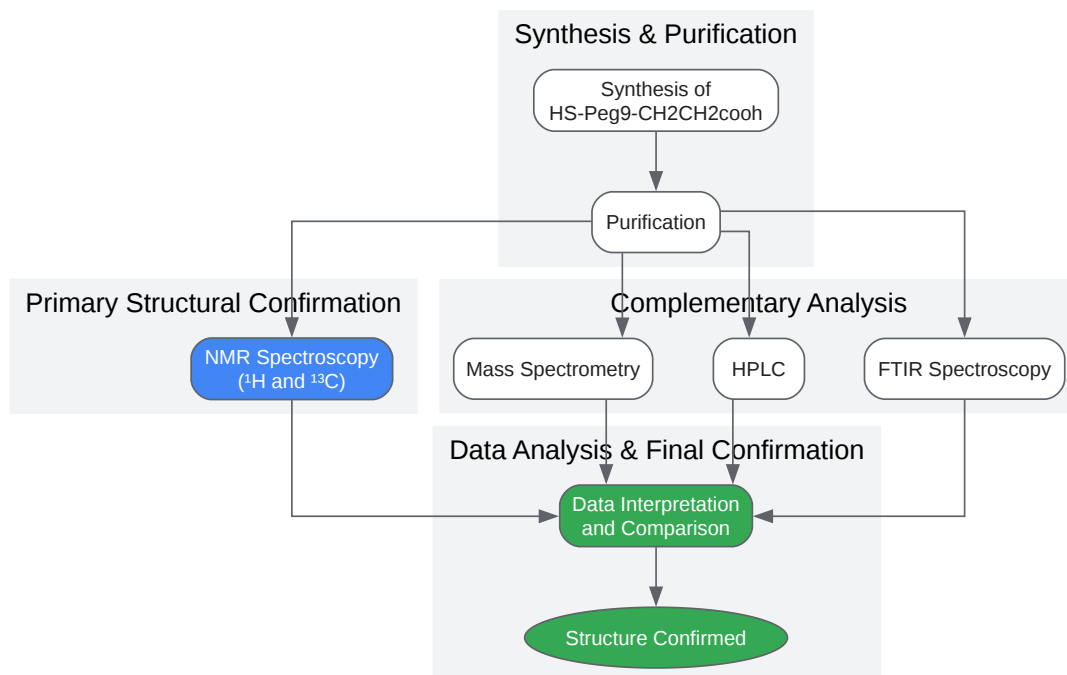 Synthesis & Purification
Synthesis of
HS-Peg9-CH2CH2cooh
Purification
Primary Structural Confirmation
Complementary Analysis
NMR Spectroscopy
(¹H and ¹³C)
Mass Spectrometry
HPLC
FTIR Spectroscopy
Data Analysis & Final Confirmation
Data Interpretation
and Comparison
Structure Confirmed